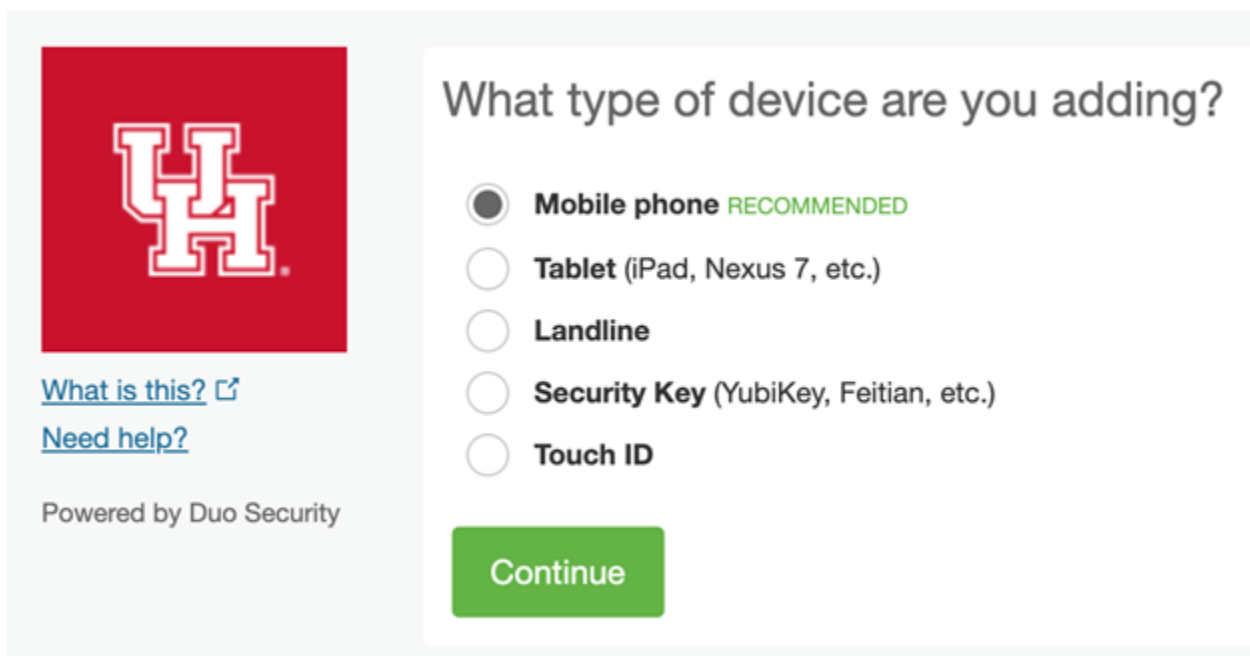 UH
What is this?
Need help?
Powered by Duo Security
What type of device are you adding?
Mobile phone RECOMMENDED
Tablet (iPad, Nexus 7, etc.)
Landline
Security Key (YubiKey, Feitian, etc.)
Touch ID
Continue